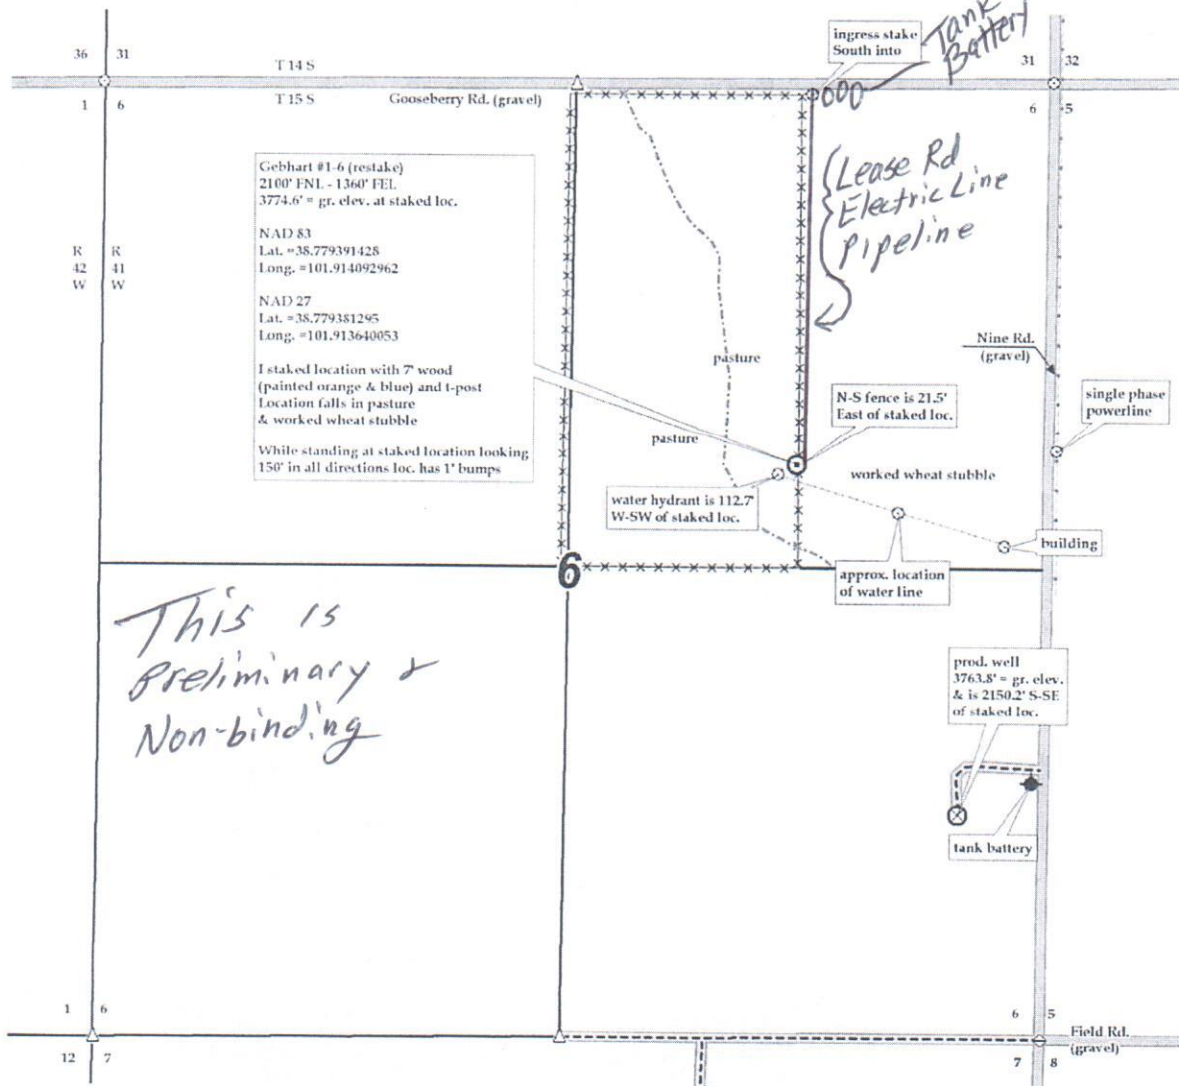 ingress stake
South into
Tank
Battery
36 31
T 14 S
31 32
1 6
T 15 S
Gooseberry Rd. (gravel)
6 5
Gebhart #1-6 (restake)
2100' FNL - 1360' FEL
3774.6' = gr. elev. at staked loc.
NAD 83
Lat. =38.779391428
Long. =101.914092962
NAD 27
Lat. =38.779381295
Long. =101.913640053
I staked location with 7' wood
(painted orange & blue) and t-post
Location falls in pasture
& worked wheat stubble
While standing at staked location looking
150' in all directions loc. has 1' bumps
R R
42 41
W W
Lease Rd
Electric Line
Pipeline
pasture
Nine Rd.
(gravel)
N-S fence is 21.5'
East of staked loc.
single phase
powerline
pasture
worked wheat stubble
water hydrant is 112.7'
W-SW of staked loc.
building
approx. location
of water line
6
This is
Preliminary &
Non-binding
prod. well
3763.8' = gr. elev.
& is 2150.2' S-SE
of staked loc.
tank battery
1 6
6 5
Field Rd.
(gravel)
12 7
7 8